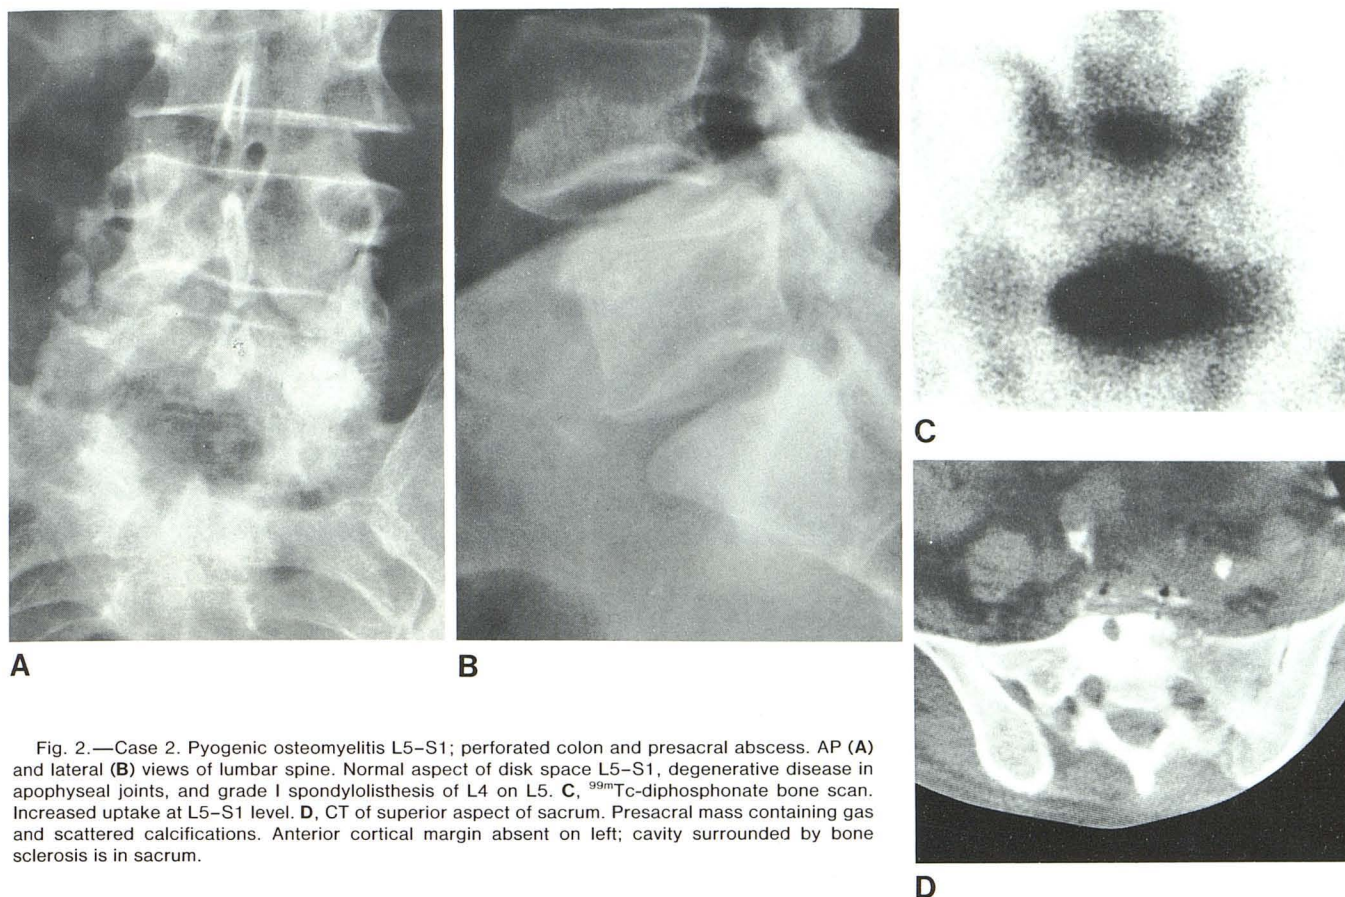 A
B
C
D
Fig. 2.—Case 2. Pyogenic osteomyelitis L5–S1; perforated colon and presacral abscess. AP (A)
and lateral (B) views of lumbar spine. Normal aspect of disk space L5–S1, degenerative disease in
apophyseal joints, and grade I spondylolisthesis of L4 on L5. C, ⁹⁹ᵐTc-diphosphonate bone scan.
Increased uptake at L5–S1 level. D, CT of superior aspect of sacrum. Presacral mass containing gas
and scattered calcifications. Anterior cortical margin absent on left; cavity surrounded by bone
sclerosis is in sacrum.